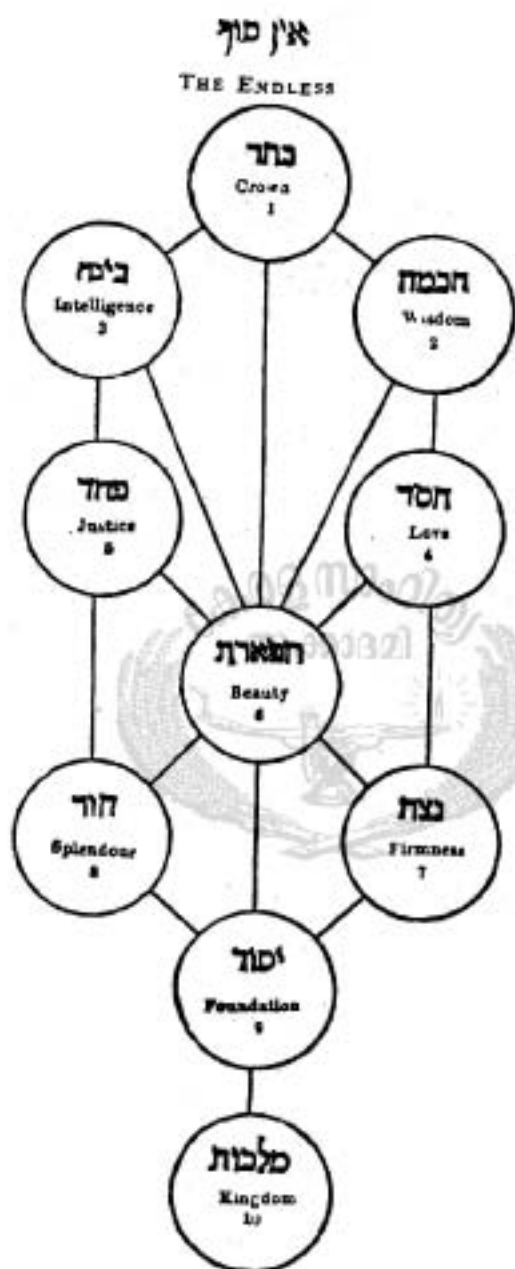 אין סוף
THE ENDLESS
כתר
Crown
1
בינה
Intelligence
3
חכמה
Wisdom
2
פחד
Justice
5
חסד
Love
4
תפארת
Beauty
6
הוד
Splendour
8
נצח
Firmness
7
יסוד
Foundation
9
מלכות
Kingdom
10